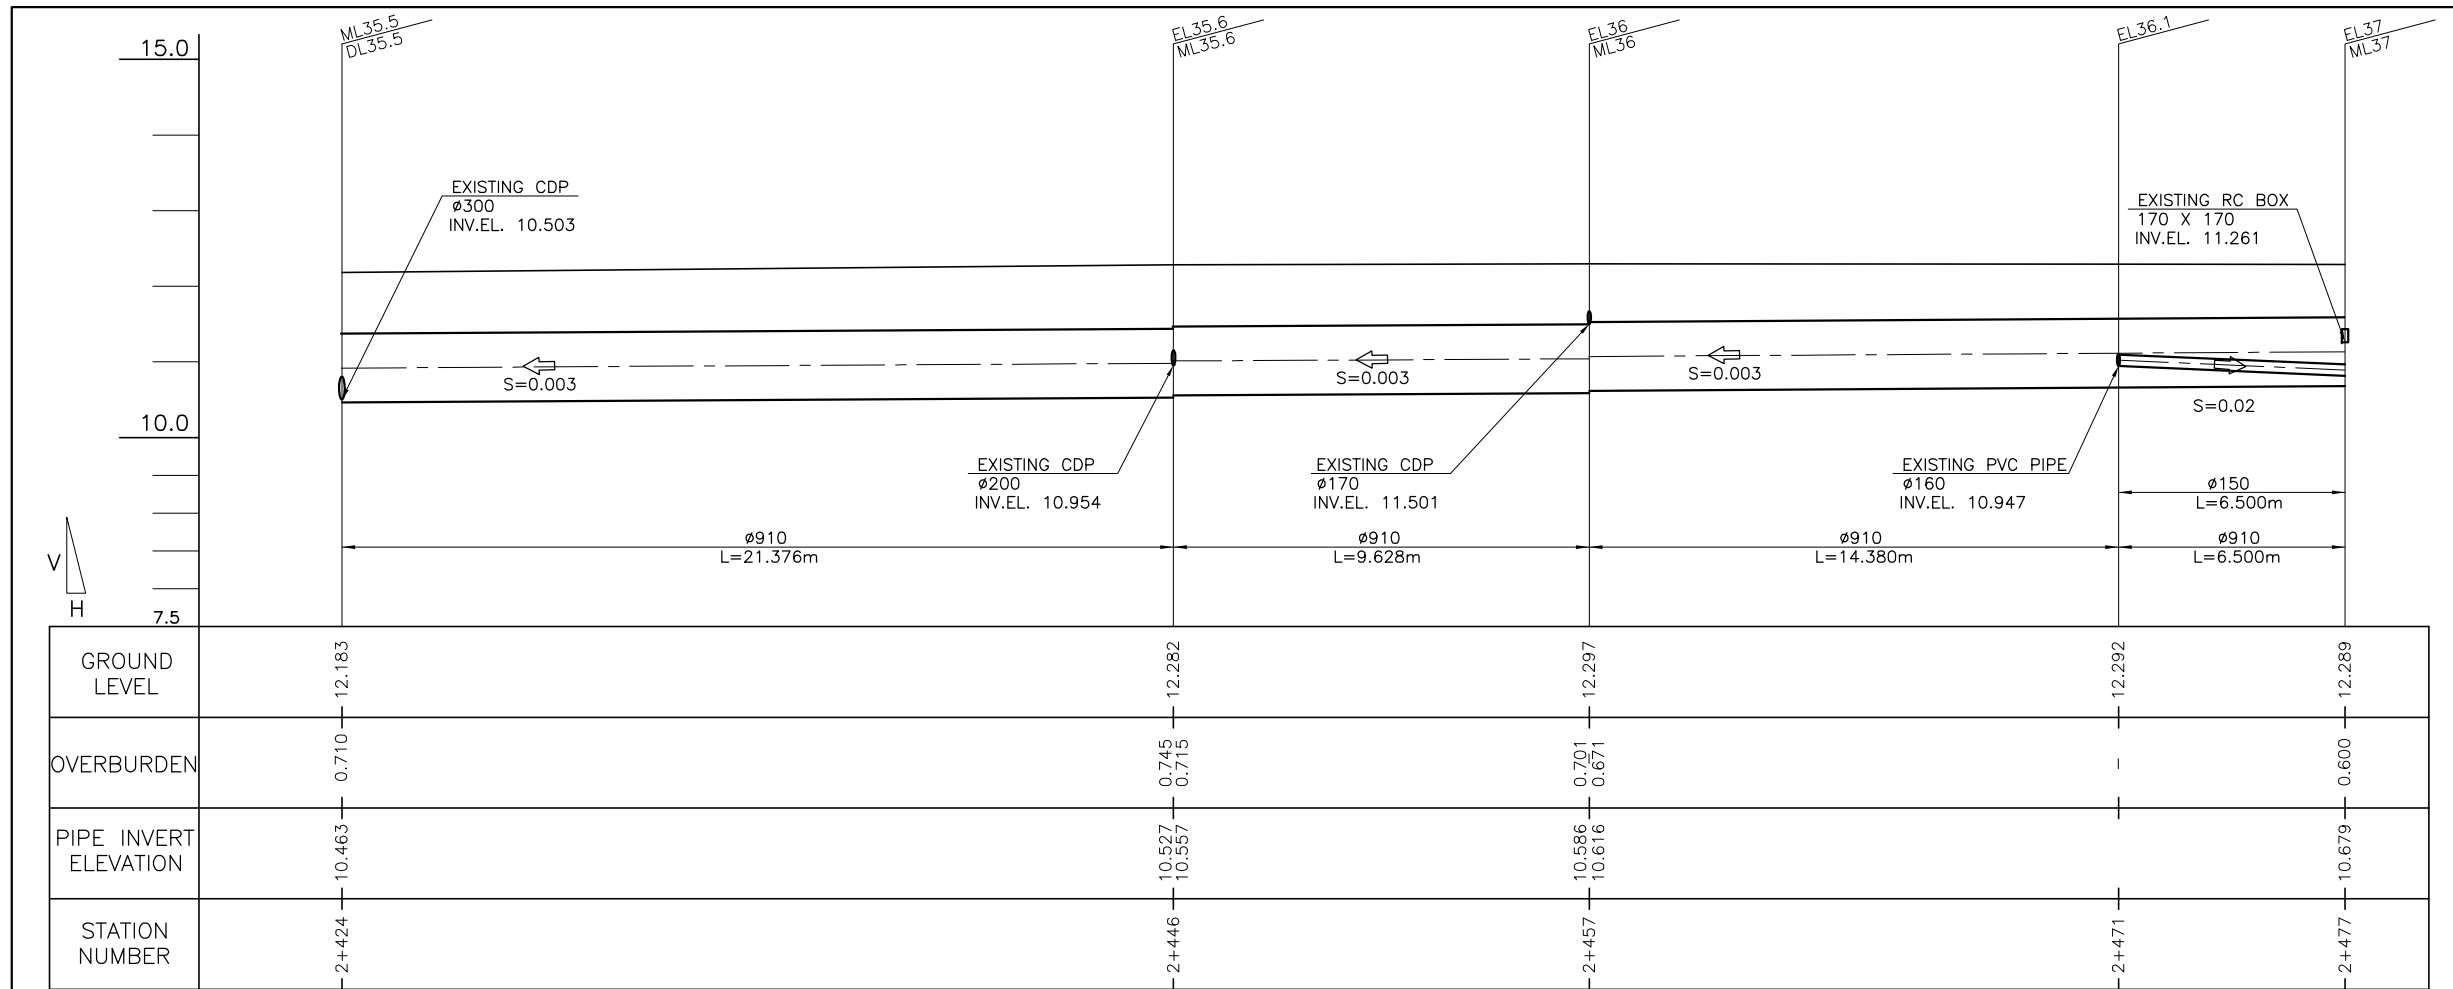 ML35.5
DL35.5
EL35.6
ML35.6
EL36
ML36
EL36.1
EL37
ML37
15.0
10.0
7.5
V
H
EXISTING CDP
ø300
INV.EL. 10.503
EXISTING RC BOX
170 X 170
INV.EL. 11.261
S=0.003
S=0.003
S=0.003
S=0.02
EXISTING CDP
ø200
INV.EL. 10.954
EXISTING CDP
ø170
INV.EL. 11.501
EXISTING PVC PIPE
ø160
INV.EL. 10.947
ø150
L=6.500m
ø910
L=21.376m
ø910
L=9.628m
ø910
L=14.380m
ø910
L=6.500m
GROUND
LEVEL
12.183
12.282
12.297
12.292
12.289
OVERBURDEN
0.710
0.745
0.715
0.701
0.671
-
0.600
PIPE INVERT
ELEVATION
10.463
10.527
10.557
10.586
10.616
10.679
STATION
NUMBER
2+424
2+446
2+457
2+471
2+477